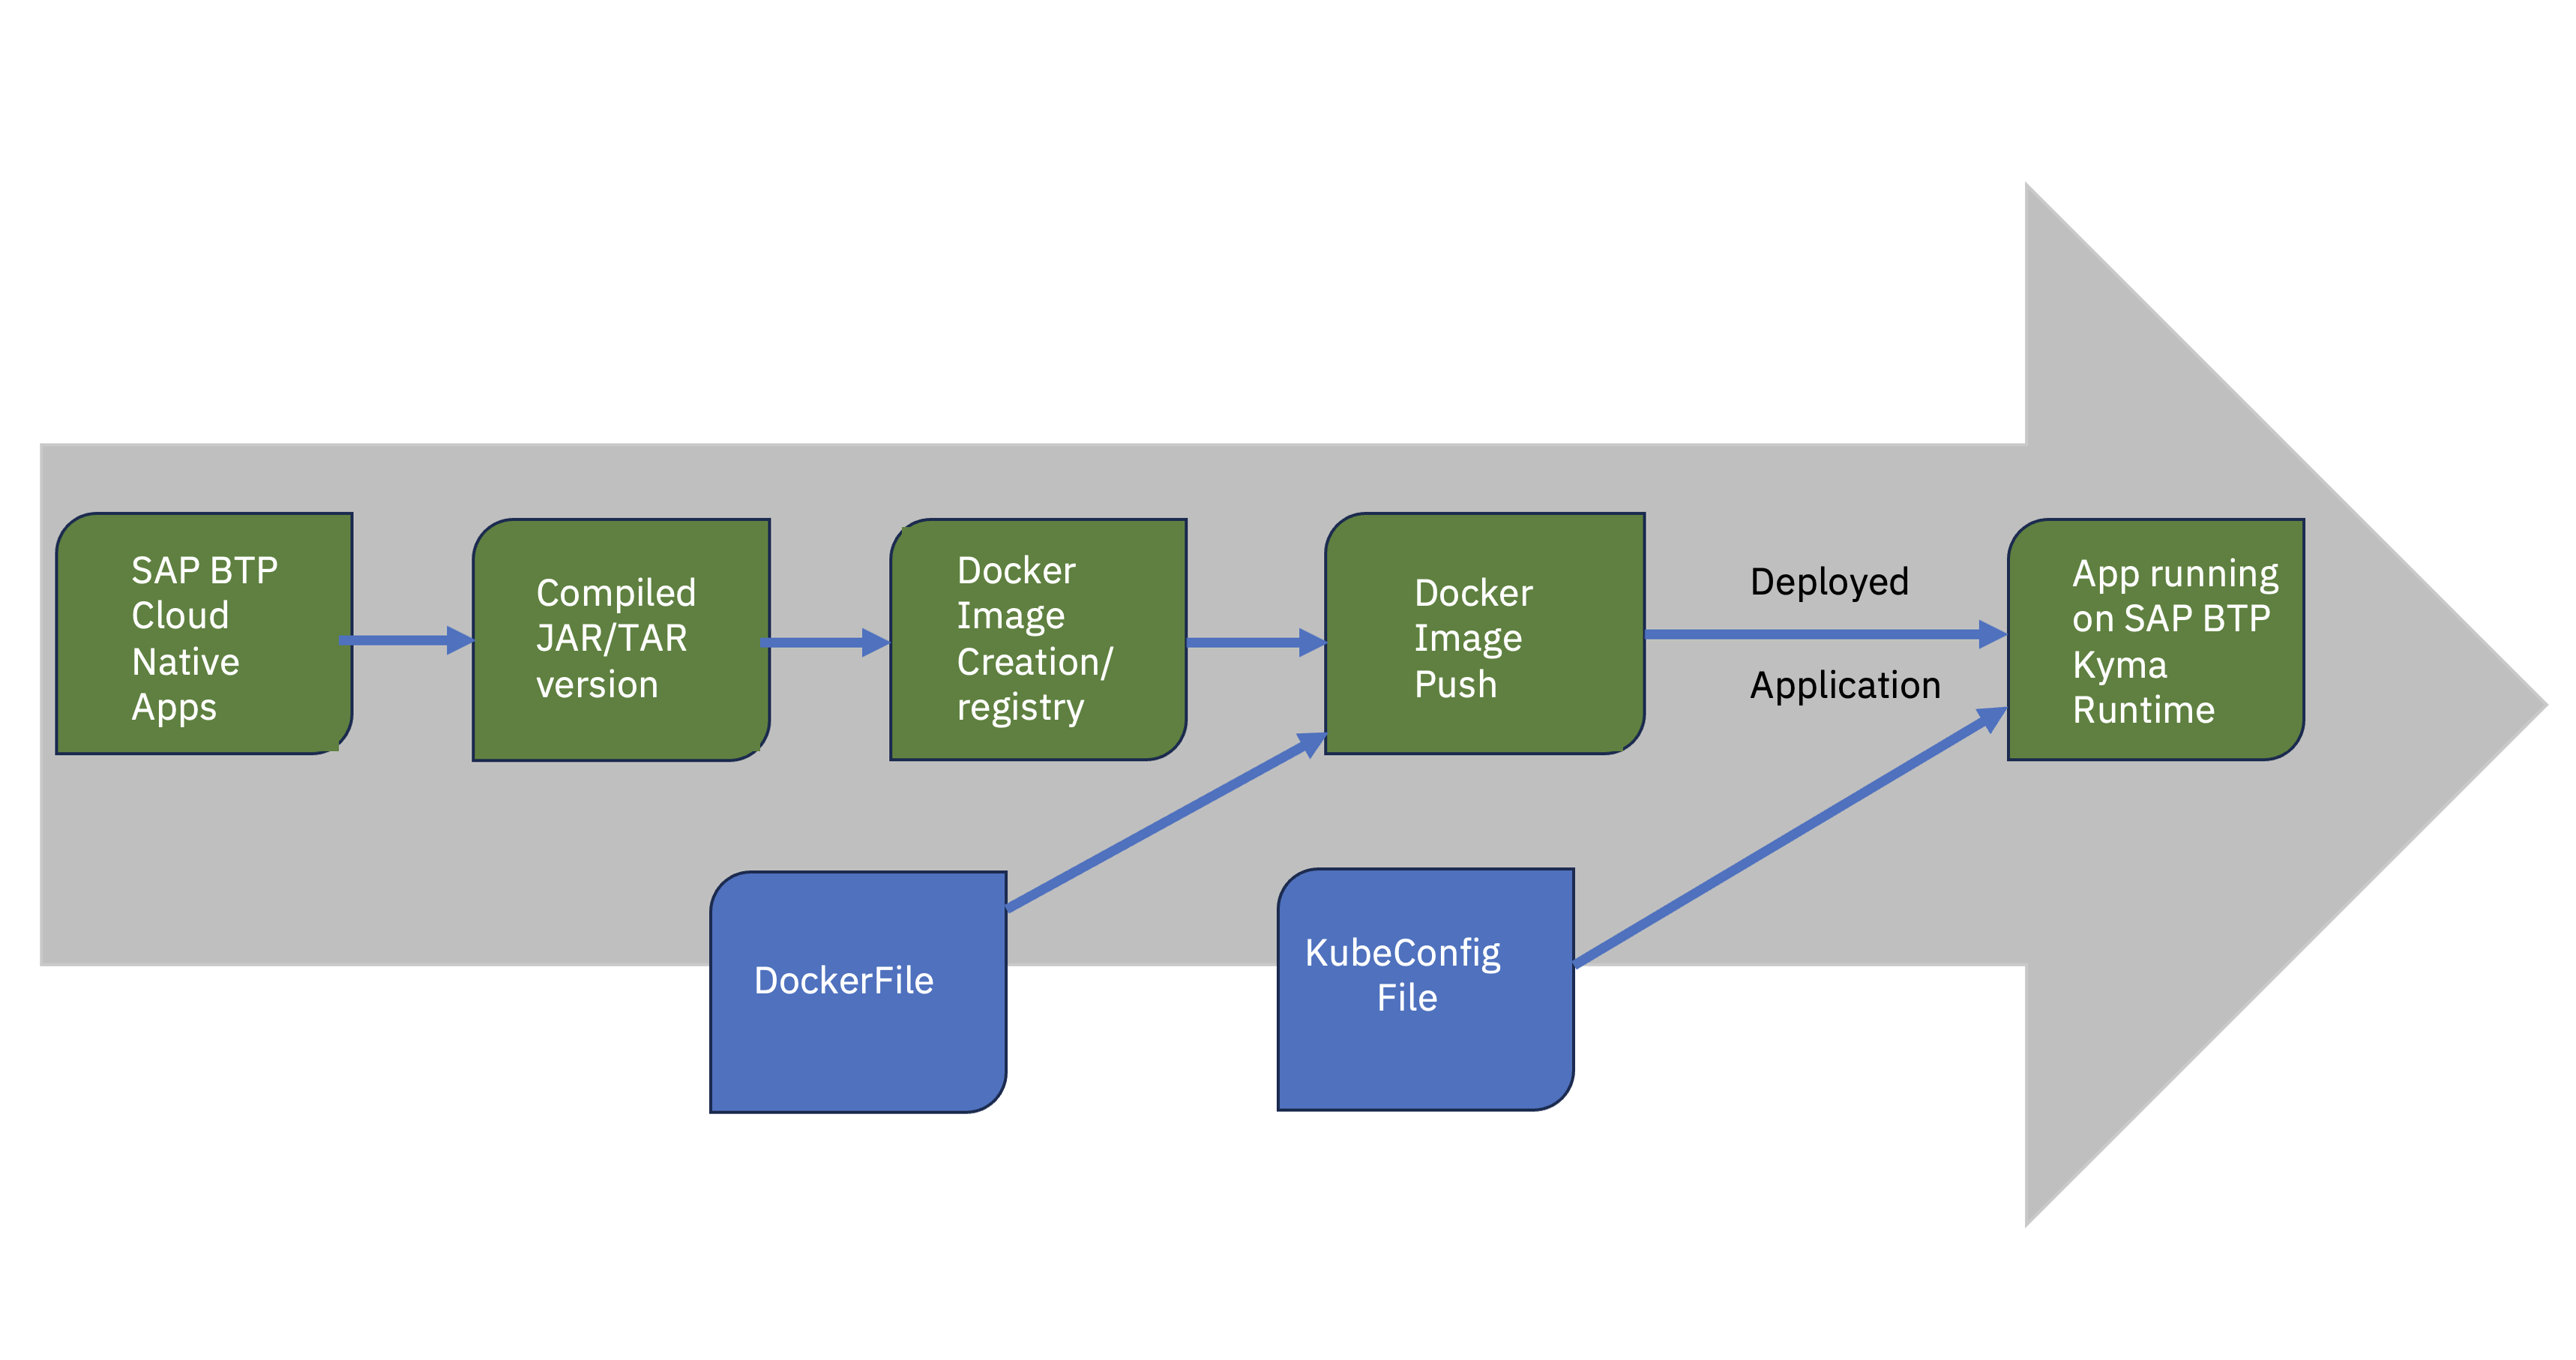 SAP BTP
Cloud
Native
Apps
Compiled
JAR/TAR
version
Docker
Image
Creation/
registry
Docker
Image
Push
Deployed
Application
App running
on SAP BTP
Kyma
Runtime
DockerFile
KubeConfig
File